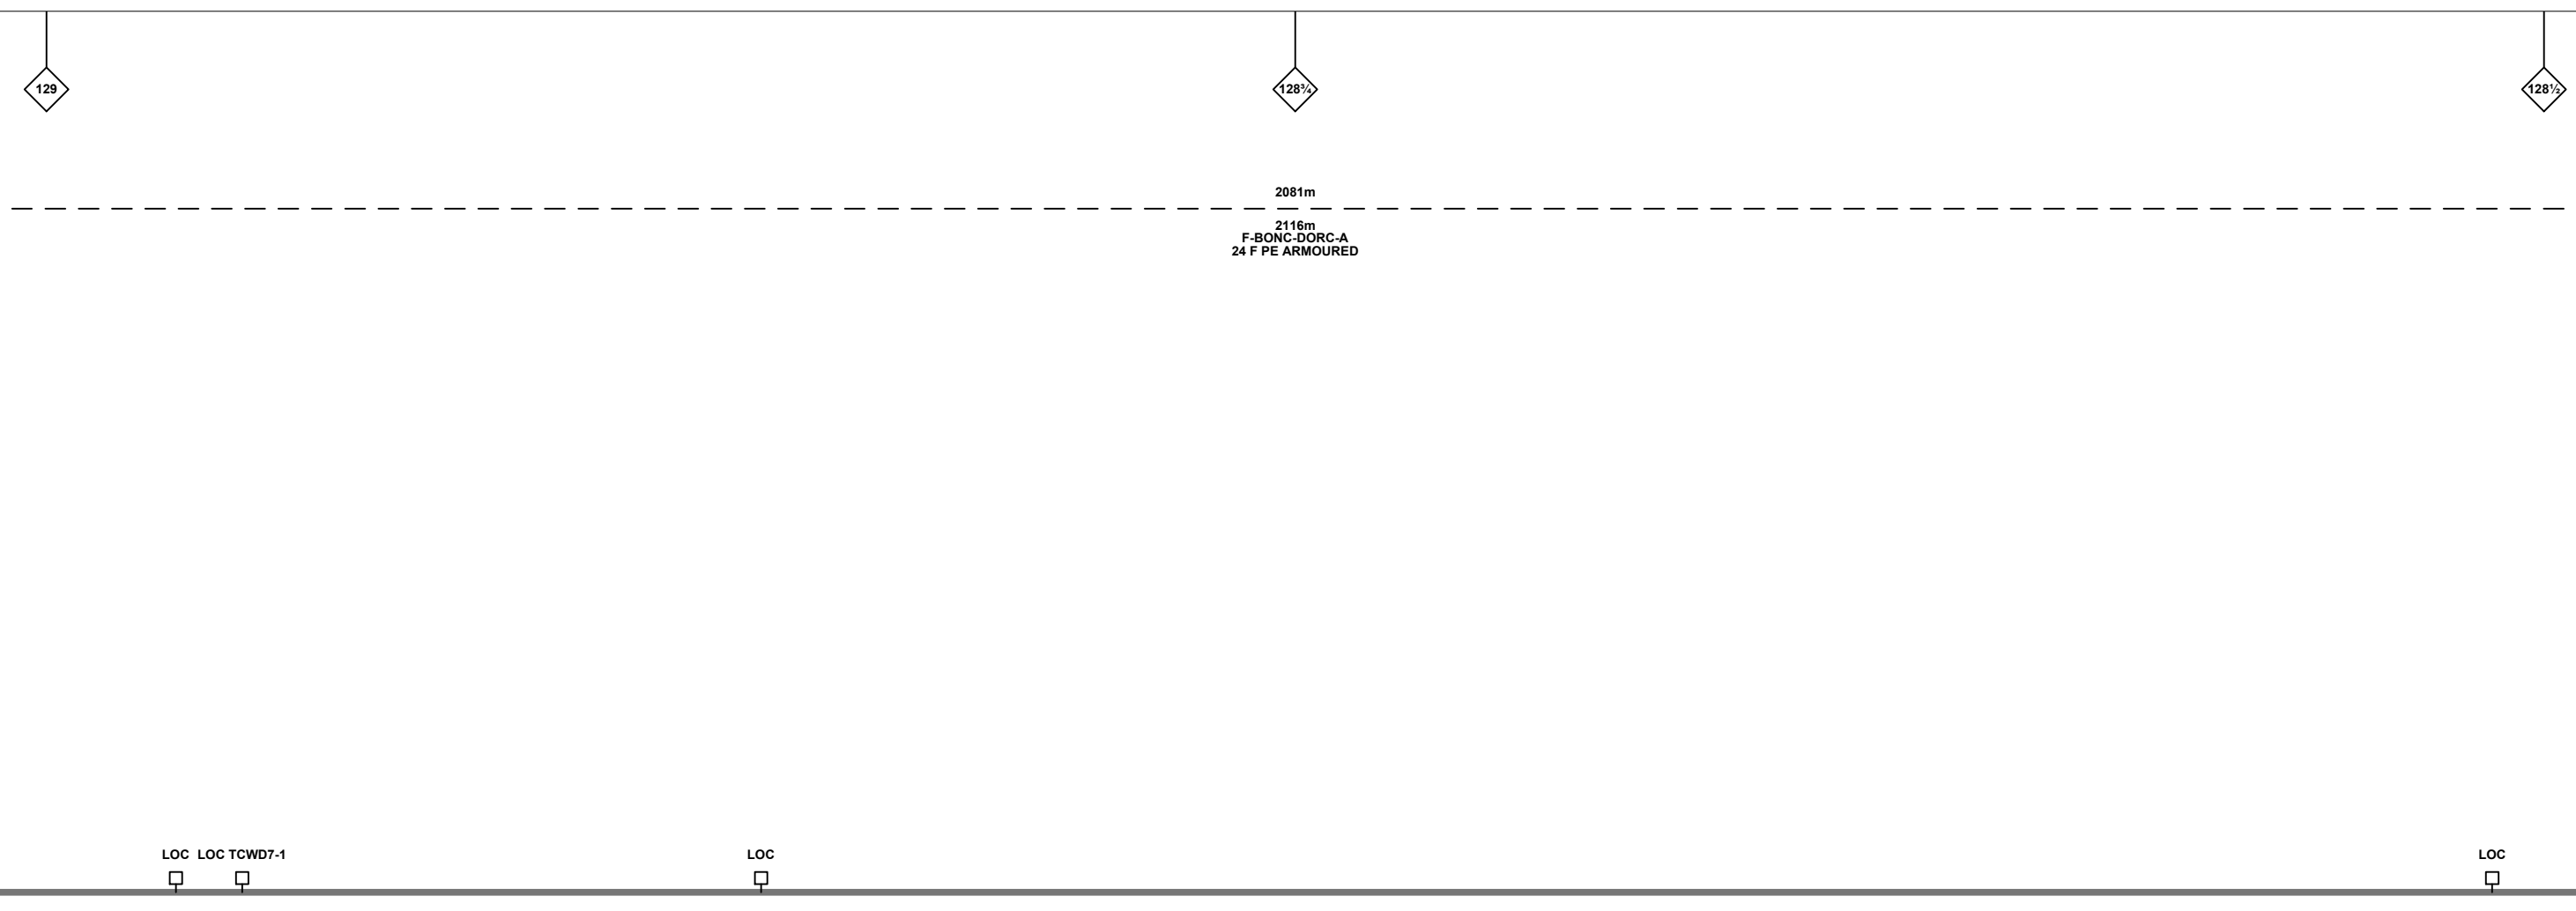 129
128¾
128½
2081m
2116m
F-BONC-DORC-A
24 F PE ARMOURED
LOC
LOC TCWD7-1
LOC
LOC